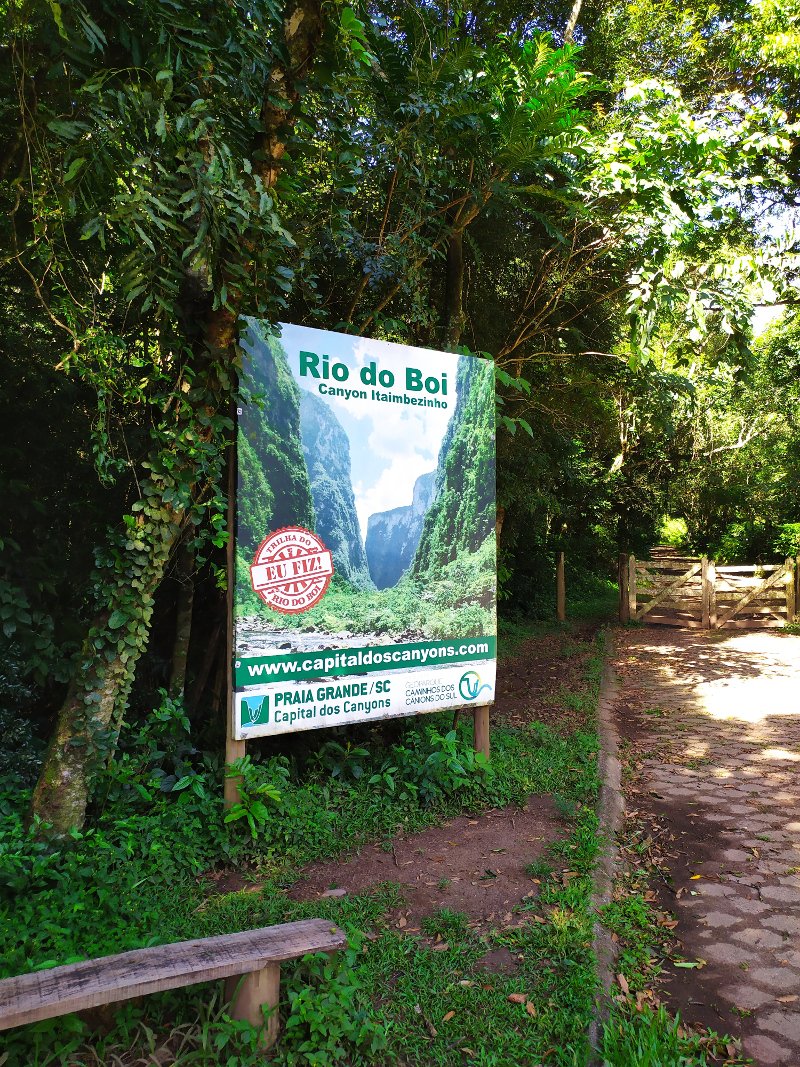 Rio do Boi
Canyon Itaimbezinho
TRILHA DO
EU FIZ!
RIO DO BOI
www.capitaldoscanyons.com
PRAIA GRANDE/SC
Capital dos Canyons
GEOPARQUE
CAMINHOS DOS
CANYONS DO SUL